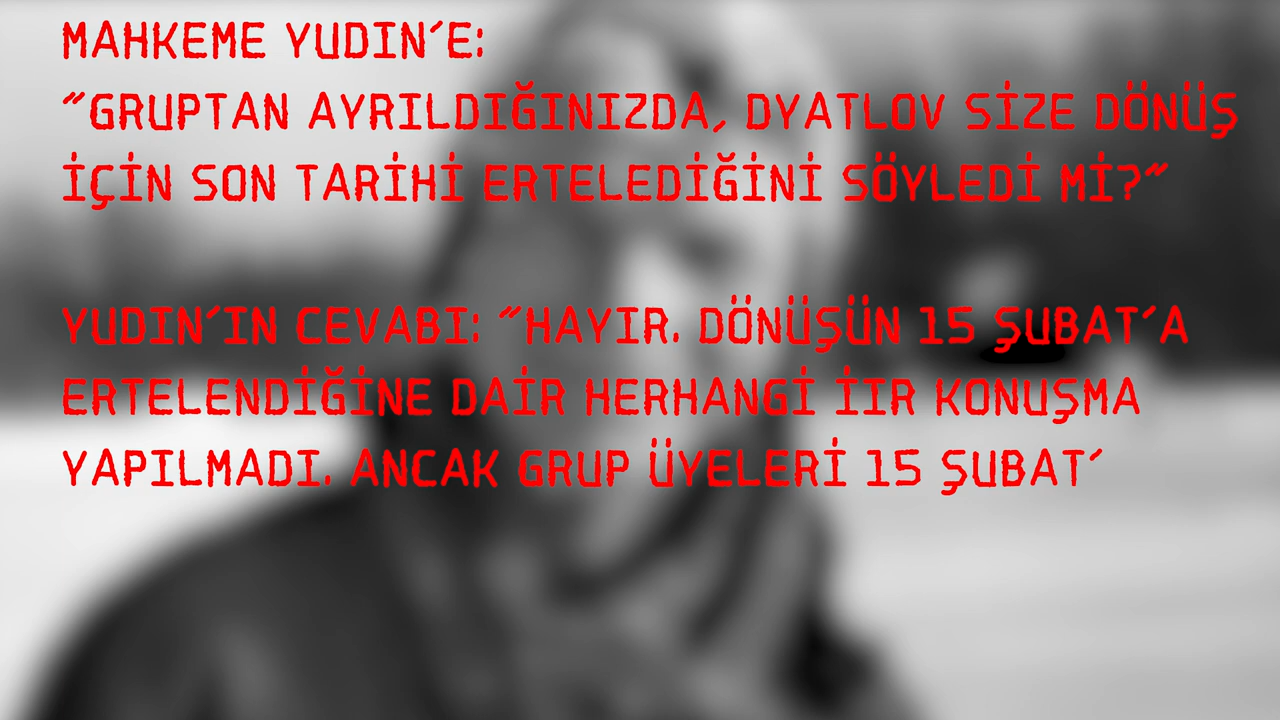 MAHKEME YUDIN'E:
"GRUPTAN AYRILDIĞINIZDA, DYATLOV SİZE DÖNÜŞ
İÇİN SON TARİHİ ERTELEDİĞİNİ SÖYLEDİ Mİ?"
YUDIN'IN CEVABI: "HAYIR. DÖNÜŞÜN 15 ŞUBAT'A
ERTELENDİĞİNE DAİR HERHANGİ İIR KONUŞMA
YAPILMADI. ANCAK GRUP ÜYELERİ 15 ŞUBAT'